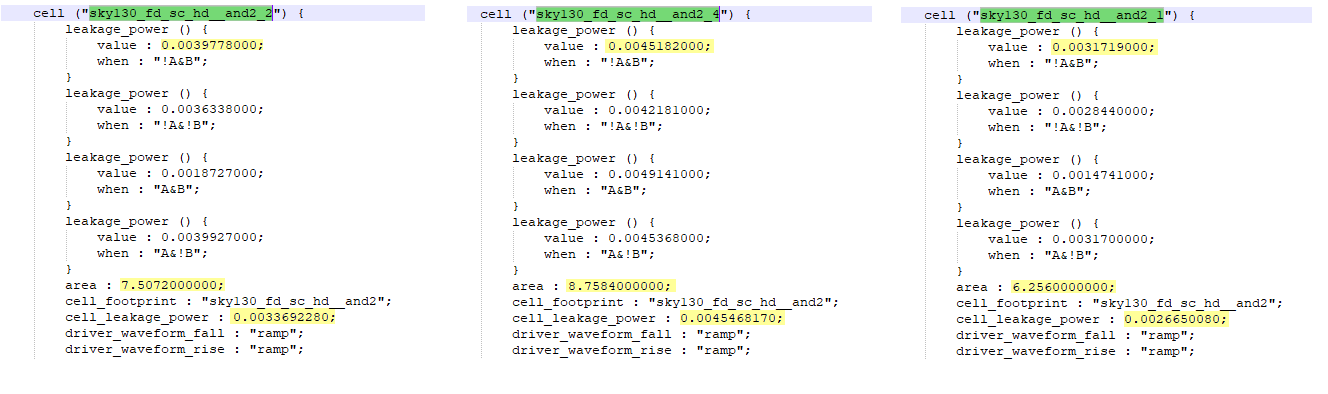 cell ("sky130_fd_sc_hd__and2_2") {
leakage_power () {
value : 0.0039778000;
when : "!A&B";
}
leakage_power () {
value : 0.0036338000;
when : "!A&!B";
}
leakage_power () {
value : 0.0018727000;
when : "A&B";
}
leakage_power () {
value : 0.0039927000;
when : "A&!B";
}
area : 7.5072000000;
cell_footprint : "sky130_fd_sc_hd__and2";
cell_leakage_power : 0.0033692280;
driver_waveform_fall : "ramp";
driver_waveform_rise : "ramp";
cell ("sky130_fd_sc_hd__and2_4") {
leakage_power () {
value : 0.0045182000;
when : "!A&B";
}
leakage_power () {
value : 0.0042181000;
when : "!A&!B";
}
leakage_power () {
value : 0.0049141000;
when : "A&B";
}
leakage_power () {
value : 0.0045368000;
when : "A&!B";
}
area : 8.7584000000;
cell_footprint : "sky130_fd_sc_hd__and2";
cell_leakage_power : 0.0045468170;
driver_waveform_fall : "ramp";
driver_waveform_rise : "ramp";
cell ("sky130_fd_sc_hd__and2_1") {
leakage_power () {
value : 0.0031719000;
when : "!A&B";
}
leakage_power () {
value : 0.0028440000;
when : "!A&!B";
}
leakage_power () {
value : 0.0014741000;
when : "A&B";
}
leakage_power () {
value : 0.0031700000;
when : "A&!B";
}
area : 6.2560000000;
cell_footprint : "sky130_fd_sc_hd__and2";
cell_leakage_power : 0.0026650080;
driver_waveform_fall : "ramp";
driver_waveform_rise : "ramp";